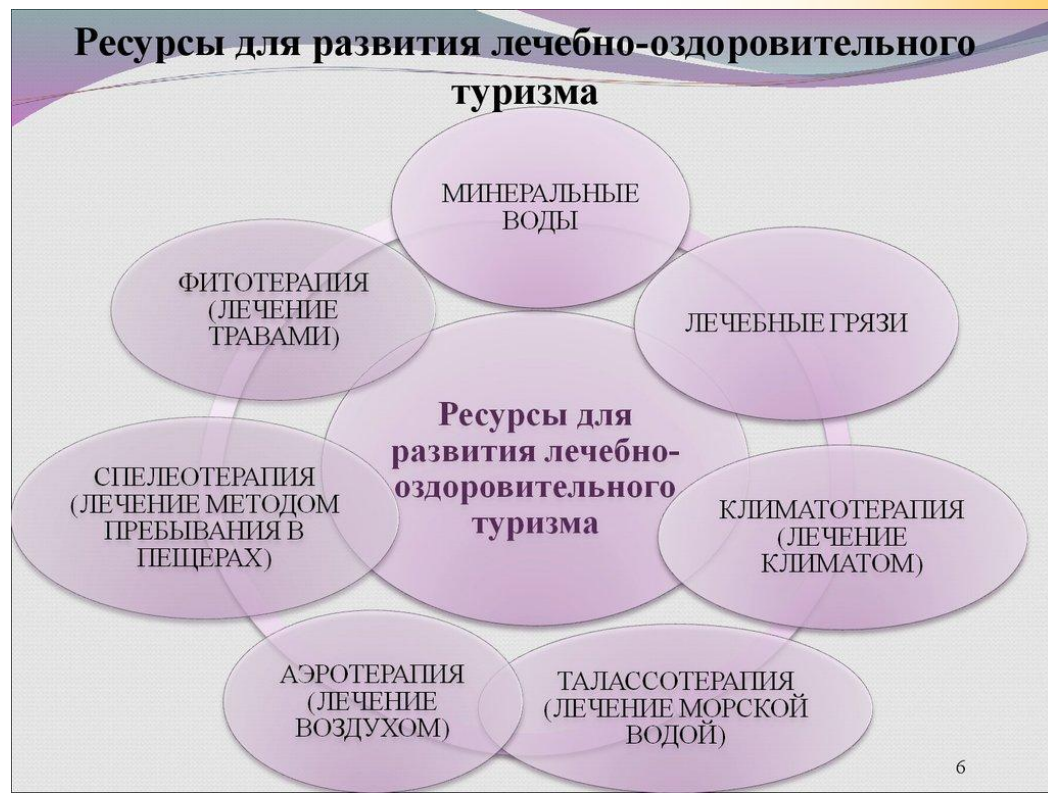 Ресурсы для развития лечебно-оздоровительного
туризма
МИНЕРАЛЬНЫЕ
ВОДЫ
ЛЕЧЕБНЫЕ ГРЯЗИ
КЛИМАТОТЕРАПИЯ
(ЛЕЧЕНИЕ
КЛИМАТОМ)
ТАЛАССОТЕРАПИЯ
(ЛЕЧЕНИЕ МОРСКОЙ
ВОДОЙ)
АЭРОТЕРАПИЯ
(ЛЕЧЕНИЕ
ВОЗДУХОМ)
СПЕЛЕОТЕРАПИЯ
(ЛЕЧЕНИЕ МЕТОДОМ
ПРЕБЫВАНИЯ В
ПЕЩЕРАХ)
ФИТОТЕРАПИЯ
(ЛЕЧЕНИЕ
ТРАВАМИ)
Ресурсы для
развития лечебно-
оздоровительного
туризма
6